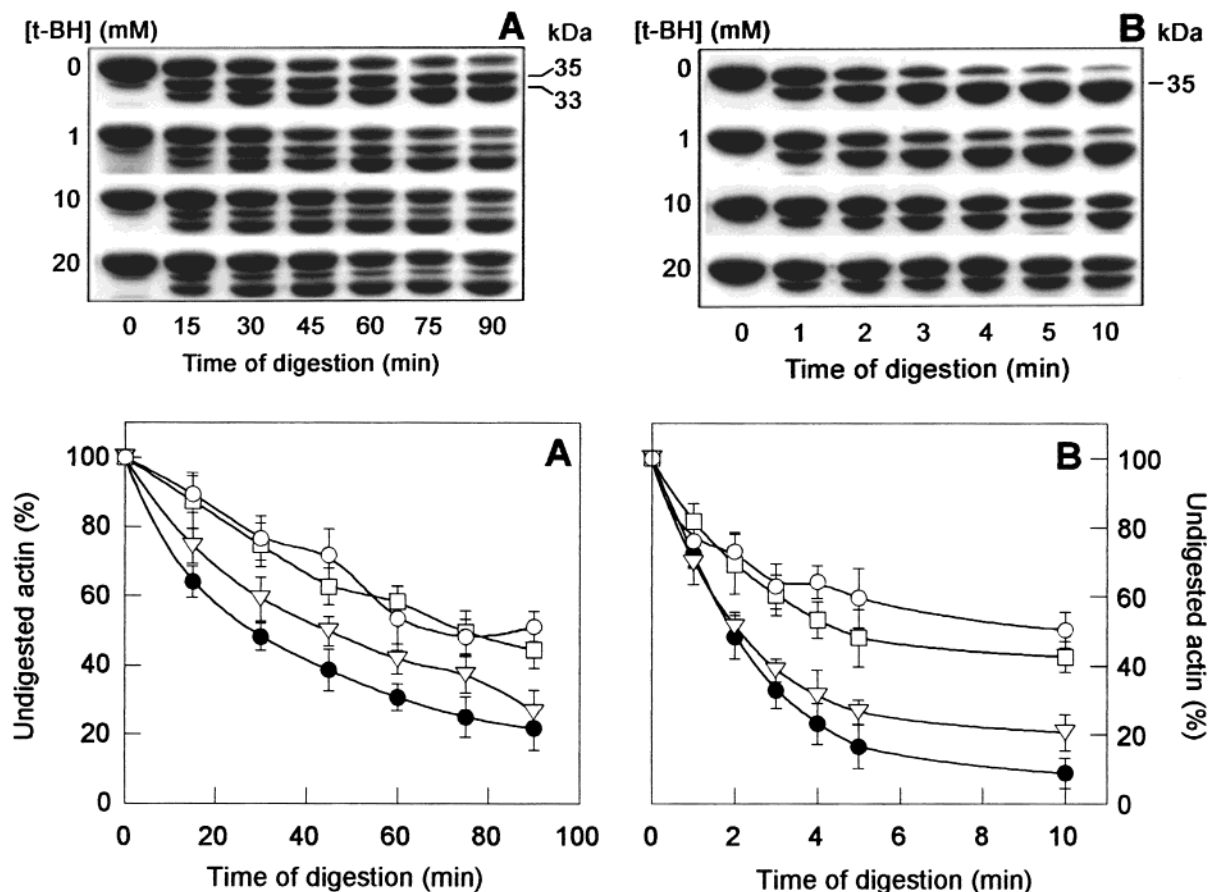 [t-BH] (mM) A kDa
0
35
33
1
10
20
0 15 30 45 60 75 90
Time of digestion (min)
[t-BH] (mM) B kDa
0
35
1
10
20
0 1 2 3 4 5 10
Time of digestion (min)
A
Undigested actin (%)
100
80
60
40
20
0
0 20 40 60 80 100
Time of digestion (min)
B
100
80
60
40
20
0
Undigested actin (%)
0 2 4 6 8 10
Time of digestion (min)